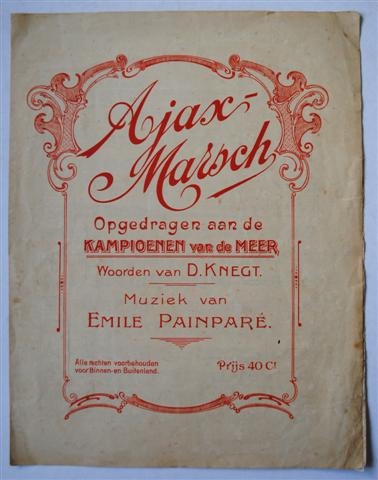 Ajax-
Marsch
Opgedragen aan de
KAMPIOENEN van de MEER,
Woorden van D. KNEGT.
Muziek van
EMILE PAINPARÉ.
Alle rechten voorbehouden
voor Binnen- en Buitenland.
Prijs 40 Ct